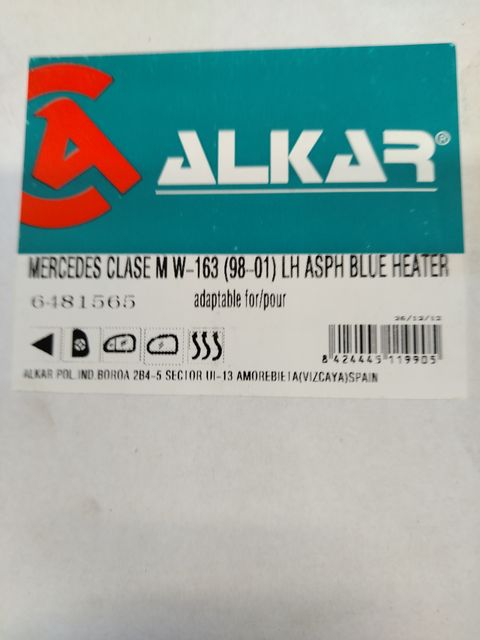 ALKAR®
MERCEDES CLASE M W-163 (98-01) LH ASPH BLUE HEATER
6481565
adaptable for/pour
26/12/12
8 424445 119905
ALKAR POL.IND.BOROA 2B4-5 SECTOR UI-13 AMOREBIETA(VIZCAYA)SPAIN